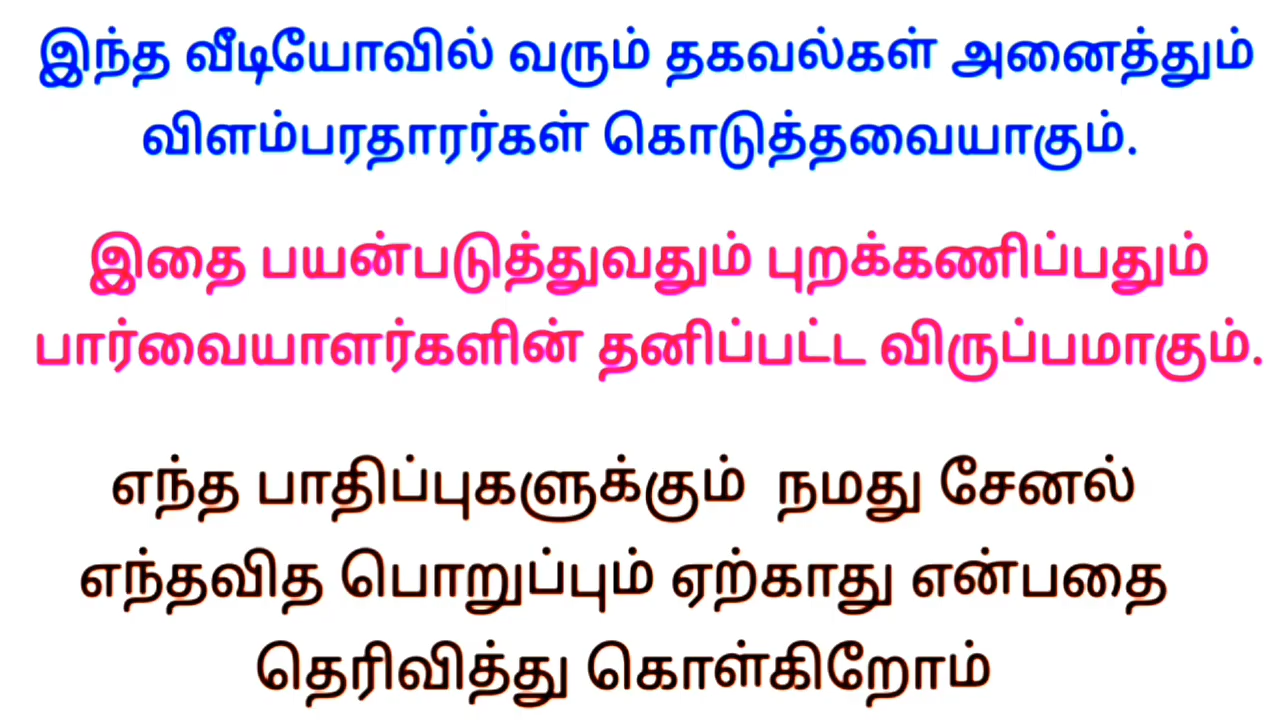 இந்த வீடியோவில் வரும் தகவல்கள் அனைத்தும்
விளம்பரதாரர்கள் கொடுத்தவையாகும்.
இதை பயன்படுத்துவதும் புறக்கணிப்பதும்
பார்வையாளர்களின் தனிப்பட்ட விருப்பமாகும்.
எந்த பாதிப்புகளுக்கும் நமது சேனல்
எந்தவித பொறுப்பும் ஏற்காது என்பதை
தெரிவித்து கொள்கிறோம்